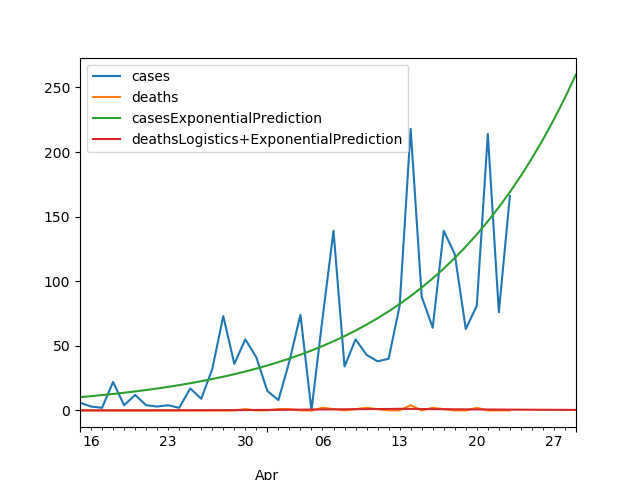 250
200
150
100
50
0
cases
deaths
casesExponentialPrediction
deathsLogistics+ExponentialPrediction
16 23 30 06 13 20 27
Apr